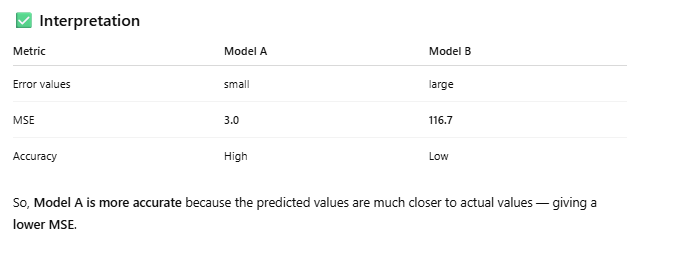 ✅ Interpretation
Metric Model A Model B
Error values small large
MSE 3.0 116.7
Accuracy High Low
So, Model A is more accurate because the predicted values are much closer to actual values — giving a
lower MSE.